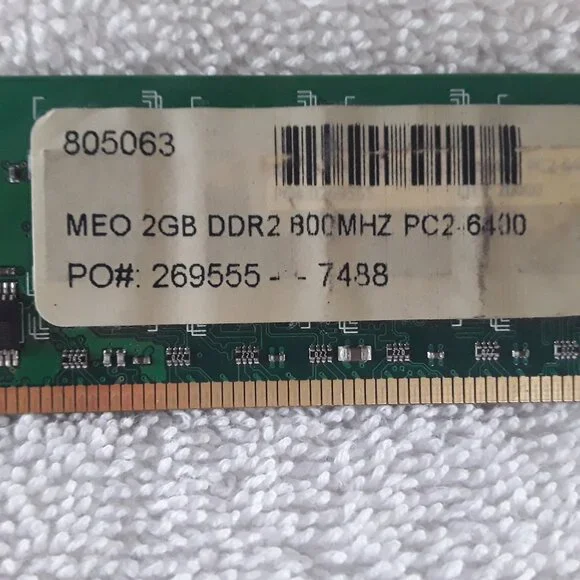 805063
MEO 2GB DDR2 800MHZ PC2-6400
PO#: 269555 - - 7488